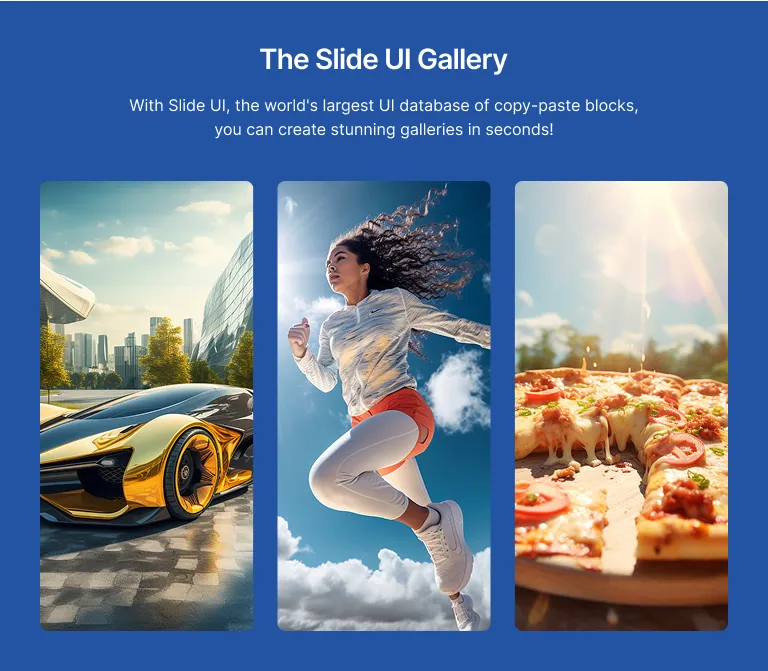 The Slide UI Gallery
With Slide UI, the world's largest UI database of copy-paste blocks,
you can create stunning galleries in seconds!